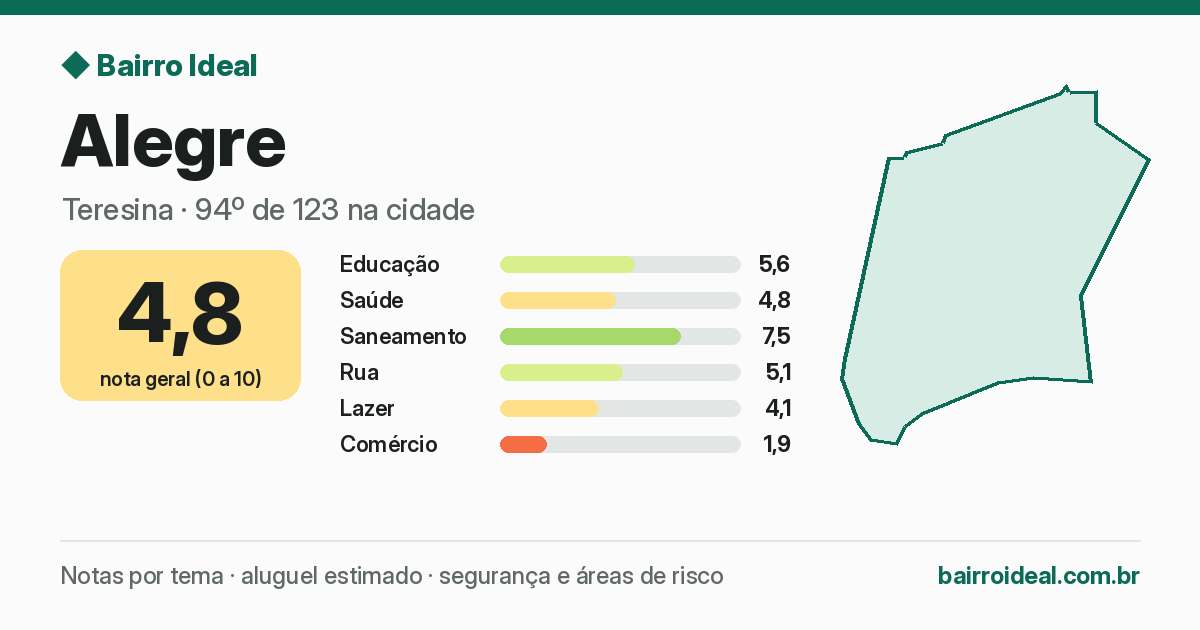 Bairro Ideal
Alegre
Teresina · 94º de 123 na cidade
4,8
nota geral (0 a 10)
Educação 5,6
Saúde 4,8
Saneamento 7,5
Rua 5,1
Lazer 4,1
Comércio 1,9
Notas por tema · aluguel estimado · segurança e áreas de risco
bairroideal.com.br